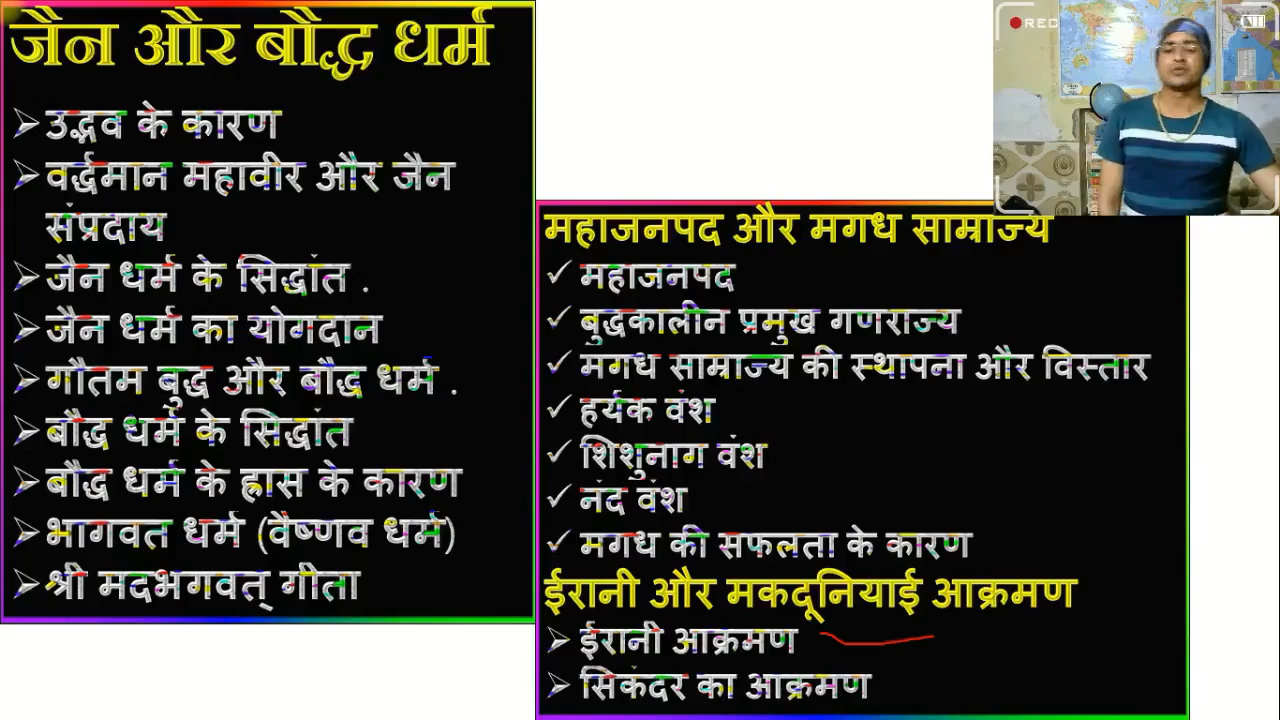 जैन और बौद्ध धर्म
उद्भव के कारण
वर्द्धमान महावीर और जैन
संप्रदाय
जैन धर्म के सिद्धांत .
जैन धर्म का योगदान
गौतम बुद्ध और बौद्ध धर्म .
बौद्ध धर्म के सिद्धांत
बौद्ध धर्म के ह्रास के कारण
भागवत धर्म (वैष्णव धर्म)
श्री मदभगवत् गीता
REC
महाजनपद और मगध साम्राज्य
महाजनपद
बुद्धकालीन प्रमुख गणराज्य
मगध साम्राज्य की स्थापना और विस्तार
हर्यक वंश
शिशुनाग वंश
नंद वंश
मगध की सफलता के कारण
ईरानी और मकदूनियाई आक्रमण
ईरानी आक्रमण
सिकंदर का आक्रमण